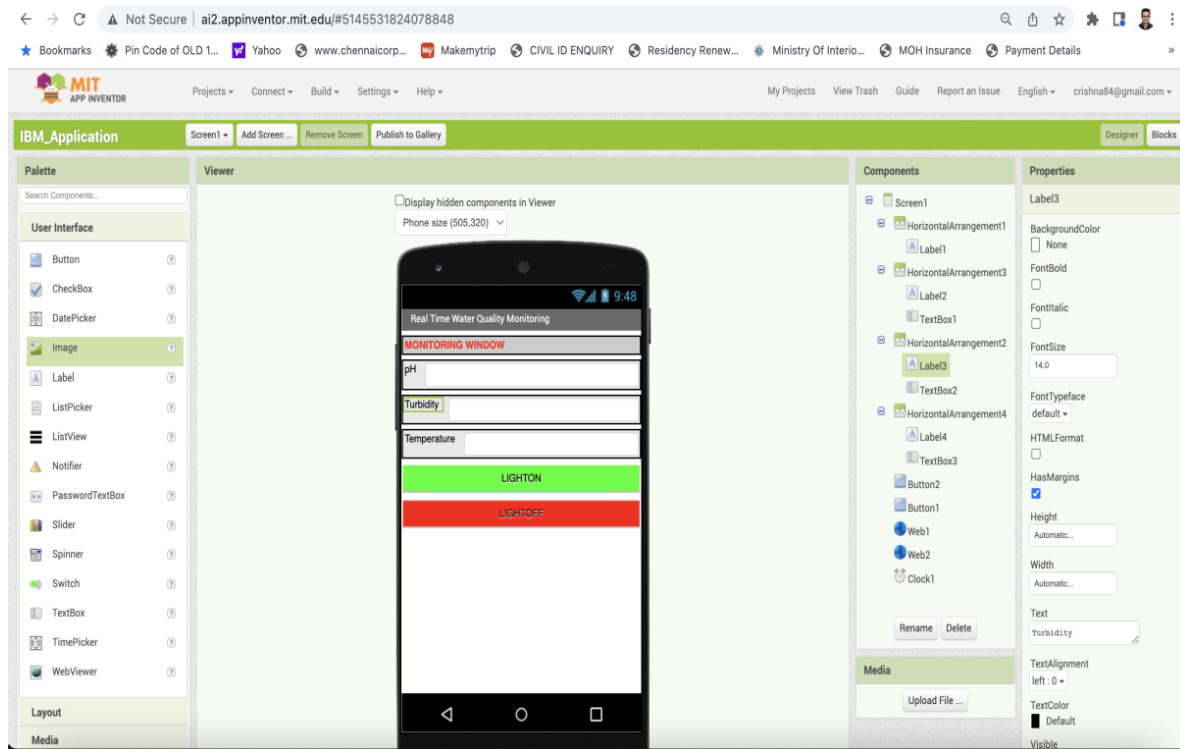 Not Secure | ai2.appinventor.mit.edu/#5145531824078848
Bookmarks Pin Code of OLD 1... Yahoo www.chennaicorp... Makemytrip CIVIL ID ENQUIRY Residency Renew... Ministry Of Interio... MOH Insurance Payment Details »
MIT
APP INVENTOR
Projects Connect Build Settings Help My Projects View Trash Guide Report an Issue English crishna84@gmail.com
IBM_Application Screen1 Add Screen ... Remove Screen Publish to Gallery Designer Blocks
Palette
Search Components...
User Interface
Button
CheckBox
DatePicker
Image
Label
ListPicker
ListView
Notifier
PasswordTextBox
Slider
Spinner
Switch
TextBox
TimePicker
WebViewer
Layout
Media
Viewer
Display hidden components in Viewer
Phone size (505,320)
9:48
Real Time Water Quality Monitoring
MONITORING WINDOW
pH
Turbidity
Temperature
LIGHTON
LIGHTOFF
Components
Screen1
HorizontalArrangement1
Label1
HorizontalArrangement3
Label2
TextBox1
HorizontalArrangement2
Label3
TextBox2
HorizontalArrangement4
Label4
TextBox3
Button2
Button1
Web1
Web2
Clock1
Rename Delete
Media
Upload File ...
Properties
Label3
BackgroundColor
None
FontBold
FontItalic
FontSize
14.0
FontTypeface
default
HTMLFormat
HasMargins
Height
Automatic...
Width
Automatic...
Text
Turbidity
TextAlignment
left : 0
TextColor
Default
Visible